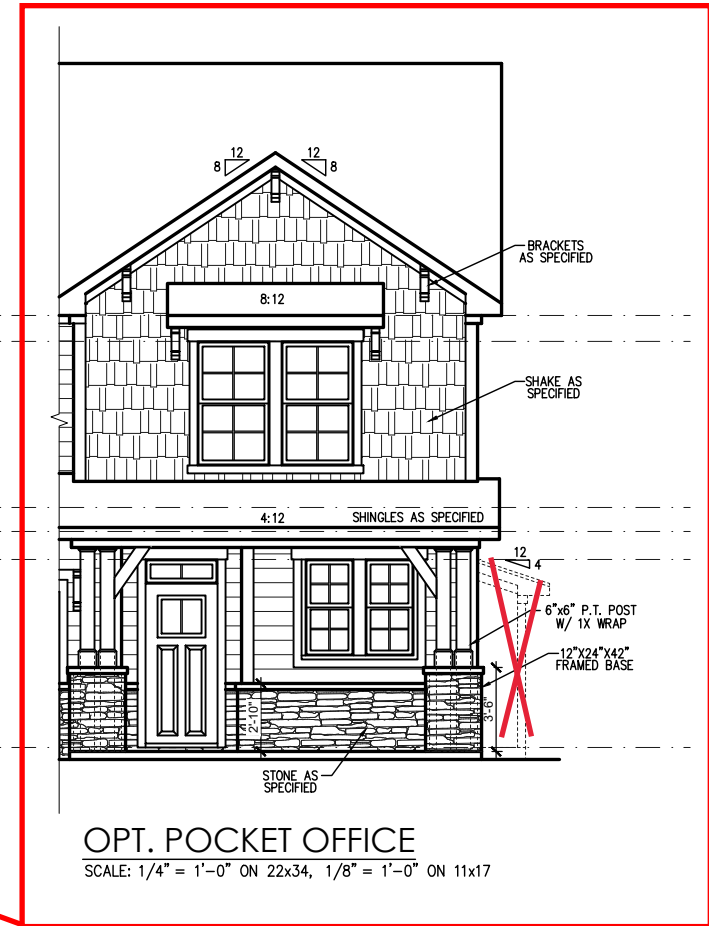 12 12
8 8
BRACKETS
AS SPECIFIED
8:12
SHAKE AS
SPECIFIED
4:12 SHINGLES AS SPECIFIED
12
4
6"x6" P.T. POST
W/ 1X WRAP
12"X24"X42"
FRAMED BASE
2'-10"
3'-6"
STONE AS
SPECIFIED
OPT. POCKET OFFICE
SCALE: 1/4" = 1'-0" ON 22x34, 1/8" = 1'-0" ON 11x17